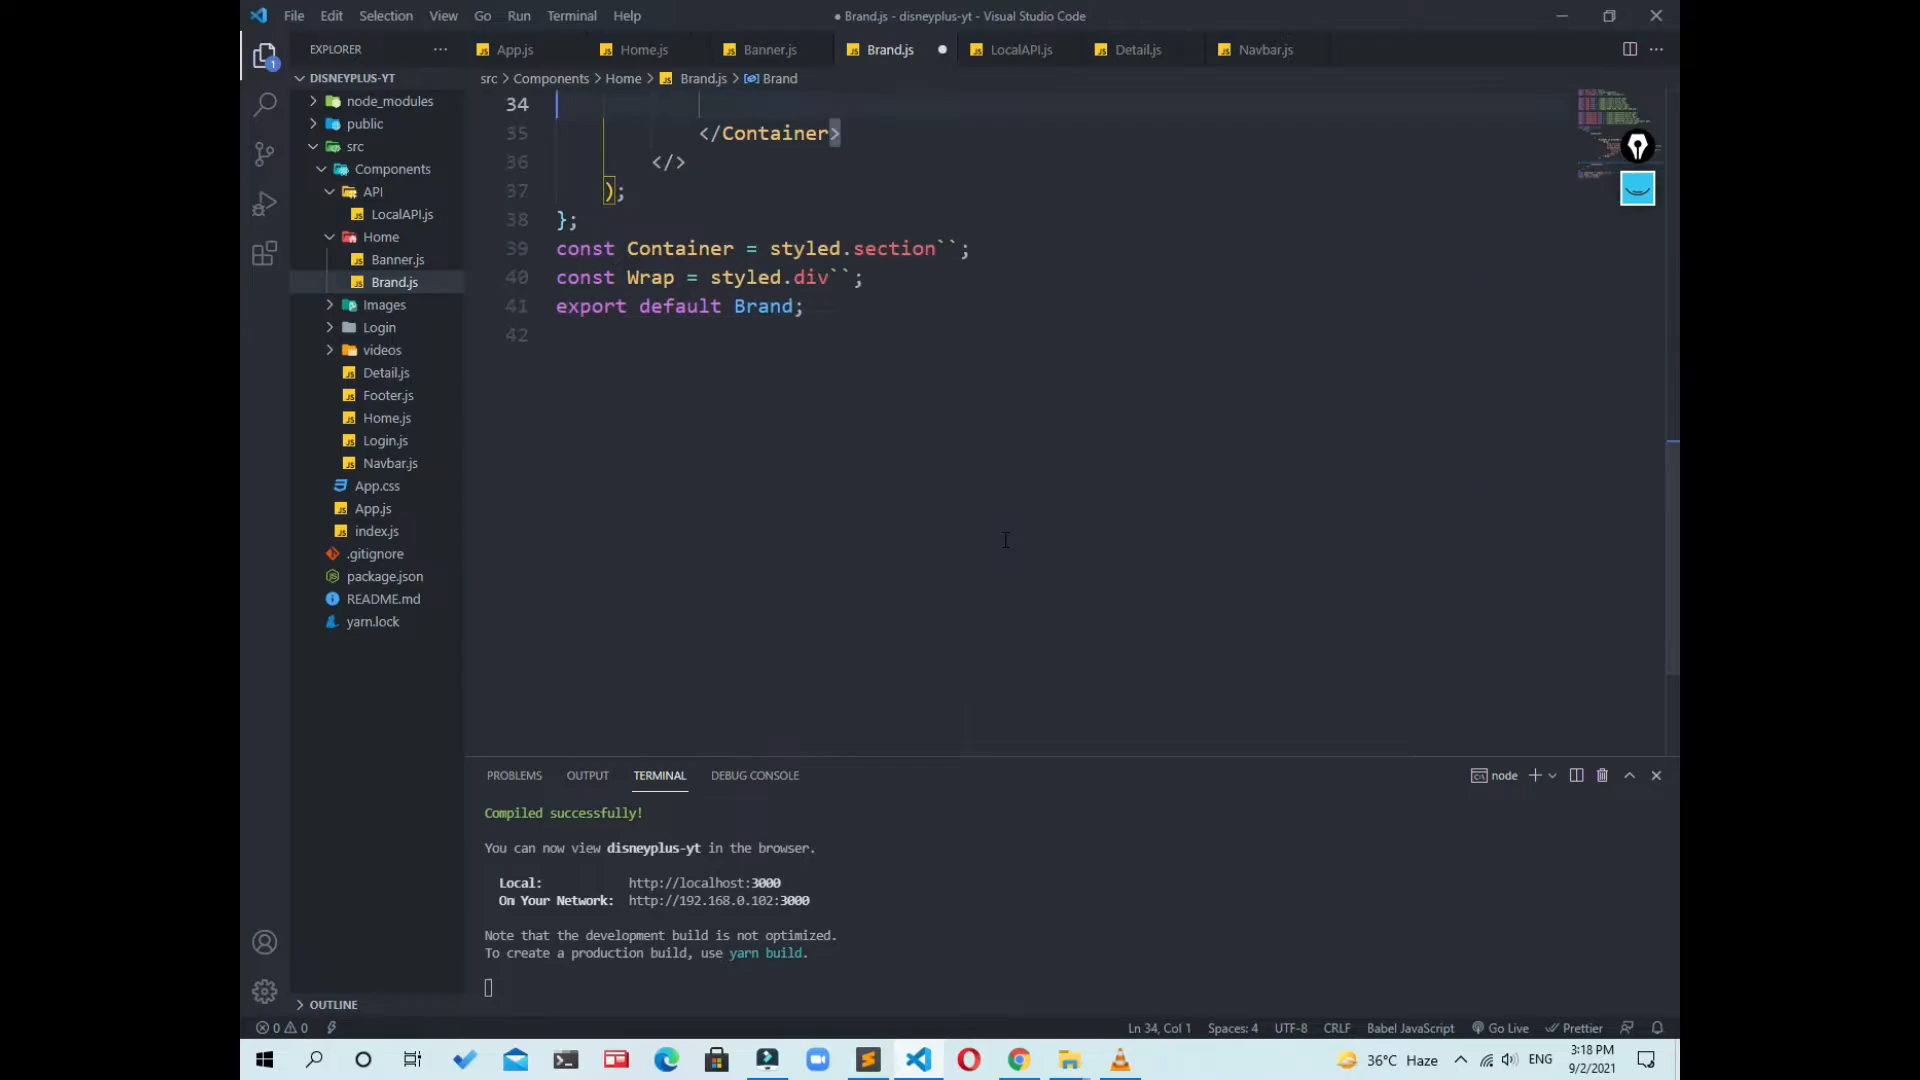 File Edit Selection View Go Run Terminal Help
● Brand.js - disneyplus-yt - Visual Studio Code
EXPLORER
App.js Home.js Banner.js Brand.js LocalAPI.js Detail.js Navbar.js
src > Components > Home > Brand.js > Brand
DISNEYPLUS-YT
node_modules
public
src
Components
API
LocalAPI.js
Home
Banner.js
Brand.js
Images
Login
videos
Detail.js
Footer.js
Home.js
Login.js
Navbar.js
App.css
App.js
index.js
.gitignore
package.json
README.md
yarn.lock
OUTLINE
34
35 </Container>
36 </>
37 );
38 };
39 const Container = styled.section``;
40 const Wrap = styled.div``;
41 export default Brand;
42
PROBLEMS OUTPUT TERMINAL DEBUG CONSOLE
node
Compiled successfully!
You can now view disneyplus-yt in the browser.
Local: http://localhost:3000
On Your Network: http://192.168.0.102:3000
Note that the development build is not optimized.
To create a production build, use yarn build.
0 0
Ln 34, Col 1 Spaces: 4 UTF-8 CRLF Babel JavaScript Go Live Prettier
36°C Haze ENG
3:18 PM
9/2/2021